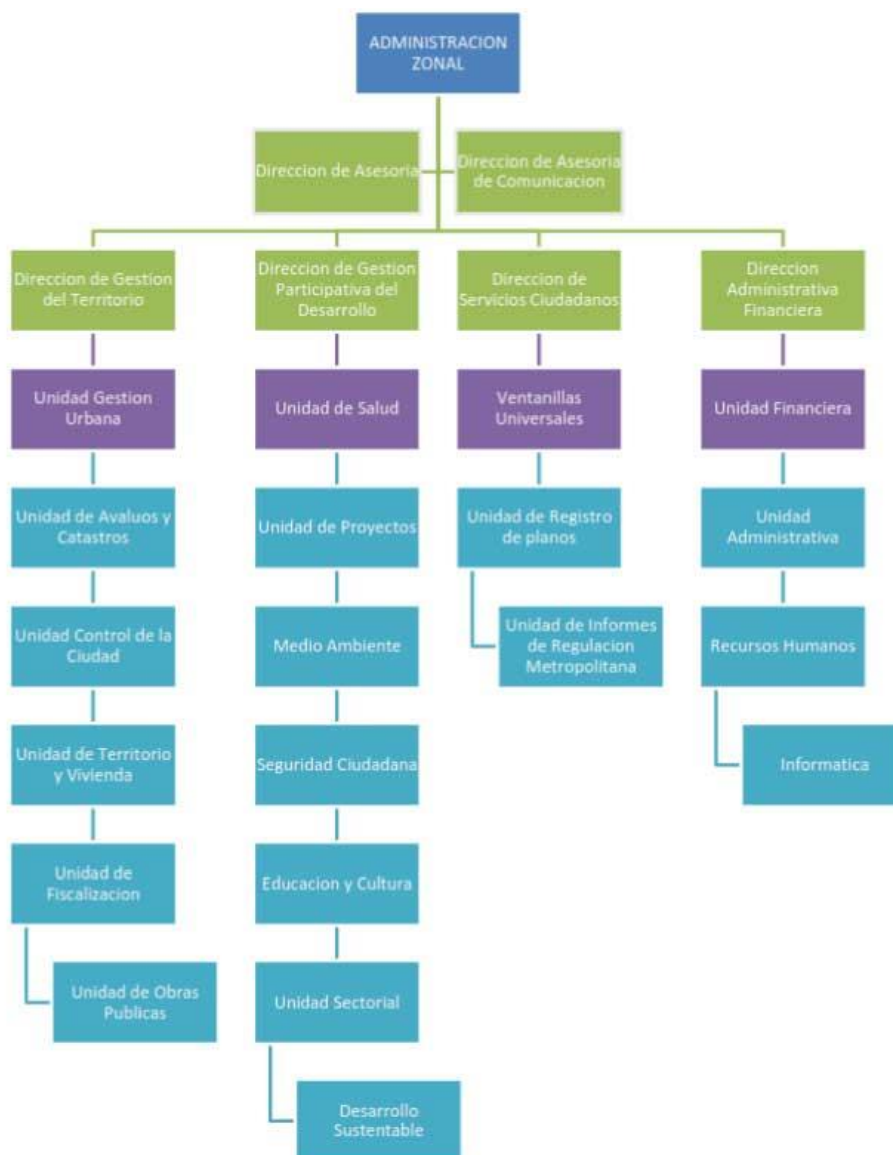 ADMINISTRACION
ZONAL
Direccion de Asesoria
Direccion de Asesoria
de Comunicacion
Direccion de Gestion
del Territorio
Direccion de Gestion
Participativa del
Desarrollo
Direccion de
Servicios Ciudadanos
Direccion
Administrativa
Financiera
Unidad Gestion
Urbana
Unidad de Salud
Ventanillas
Universales
Unidad Financiera
Unidad de Avaluos y
Catastros
Unidad de Proyectos
Unidad de Registro
de planos
Unidad
Administrativa
Unidad Control de la
Ciudad
Medio Ambiente
Unidad de Informes
de Regulacion
Metropolitana
Recursos Humanos
Unidad de Territorio
y Vivienda
Seguridad Ciudadana
Informatica
Unidad de
Fiscalizacion
Educacion y Cultura
Unidad de Obras
Publicas
Unidad Sectorial
Desarrollo
Sustentable